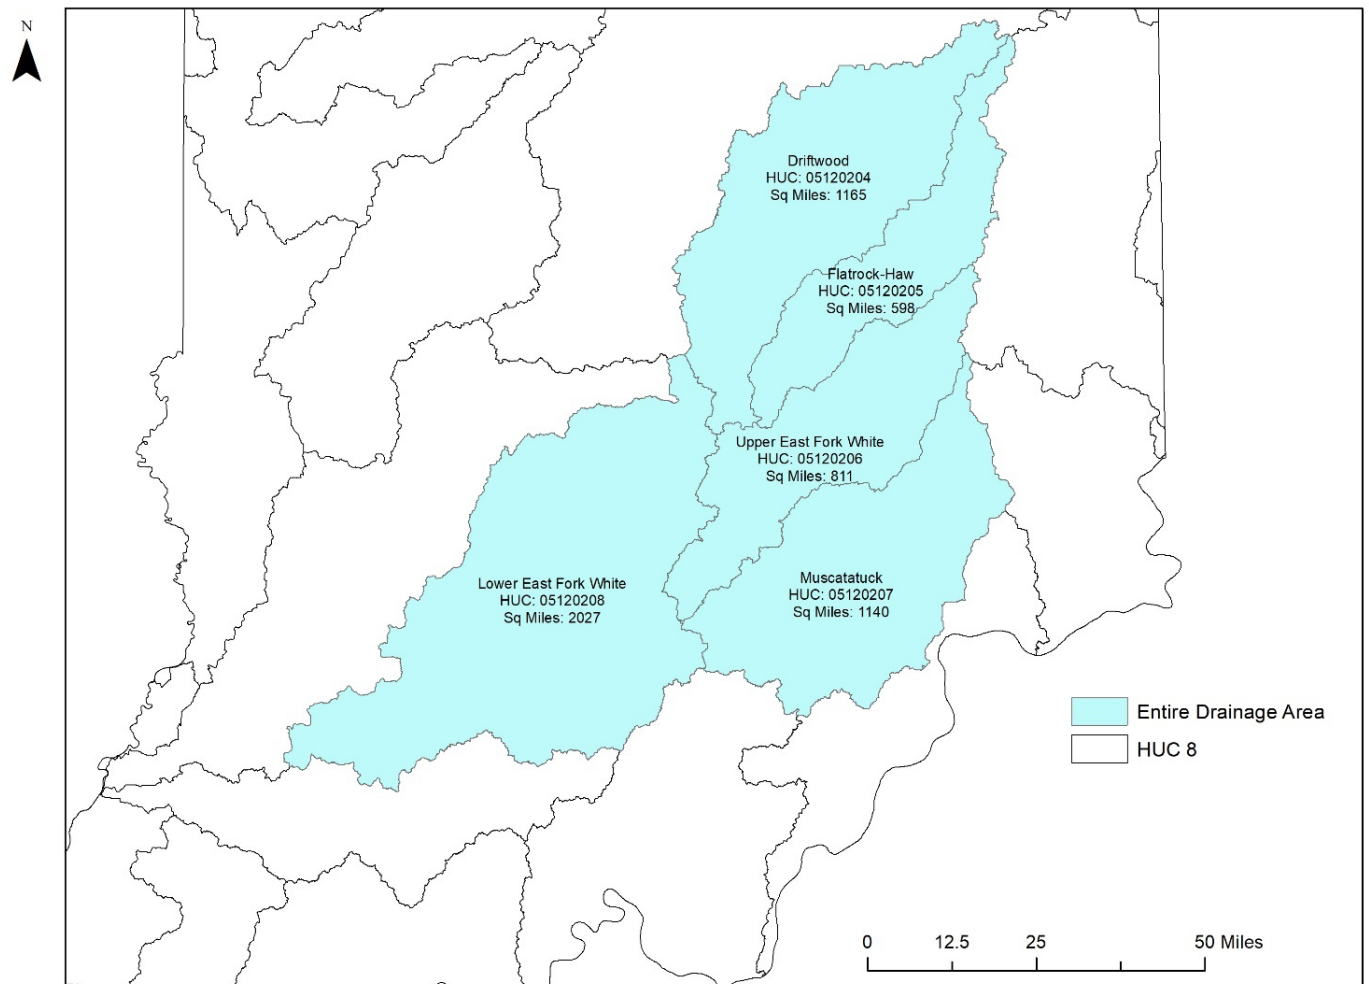 N
Driftwood
HUC: 05120204
Sq Miles: 1165
Flatrock-Haw
HUC: 05120205
Sq Miles: 598
Upper East Fork White
HUC: 05120206
Sq Miles: 811
Lower East Fork White
HUC: 05120208
Sq Miles: 2027
Muscatatuck
HUC: 05120207
Sq Miles: 1140
Entire Drainage Area
HUC 8
0 12.5 25 50 Miles